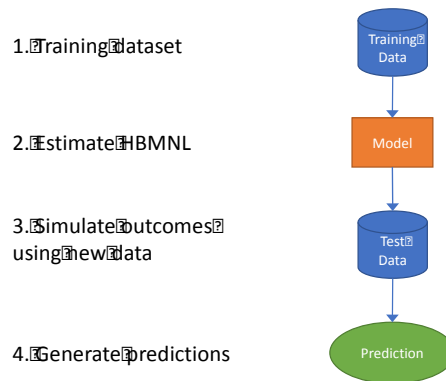 1. Training dataset
Training
Data
2. Estimate HBMNL
Model
3. Simulate outcomes
using new data
Test
Data
4. Generate predictions
Prediction